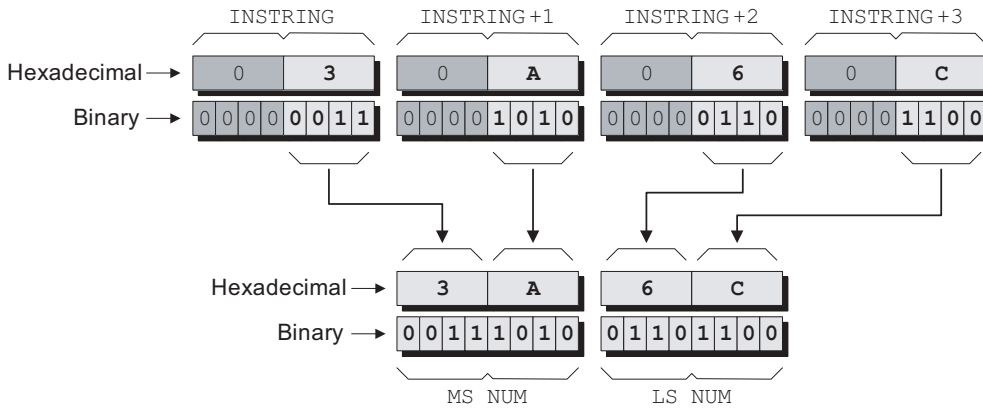 INSTRING INSTRING+1 INSTRING+2 INSTRING+3
Hexadecimal 0 3 0 A 0 6 0 C
Binary 0 0 0 0 0 0 1 1 0 0 0 0 1 0 1 0 0 0 0 0 0 1 1 0 0 0 0 0 1 1 0 0
Hexadecimal 3 A 6 C
Binary 0 0 1 1 1 0 1 0 0 1 1 0 1 1 0 0
MS NUM LS NUM